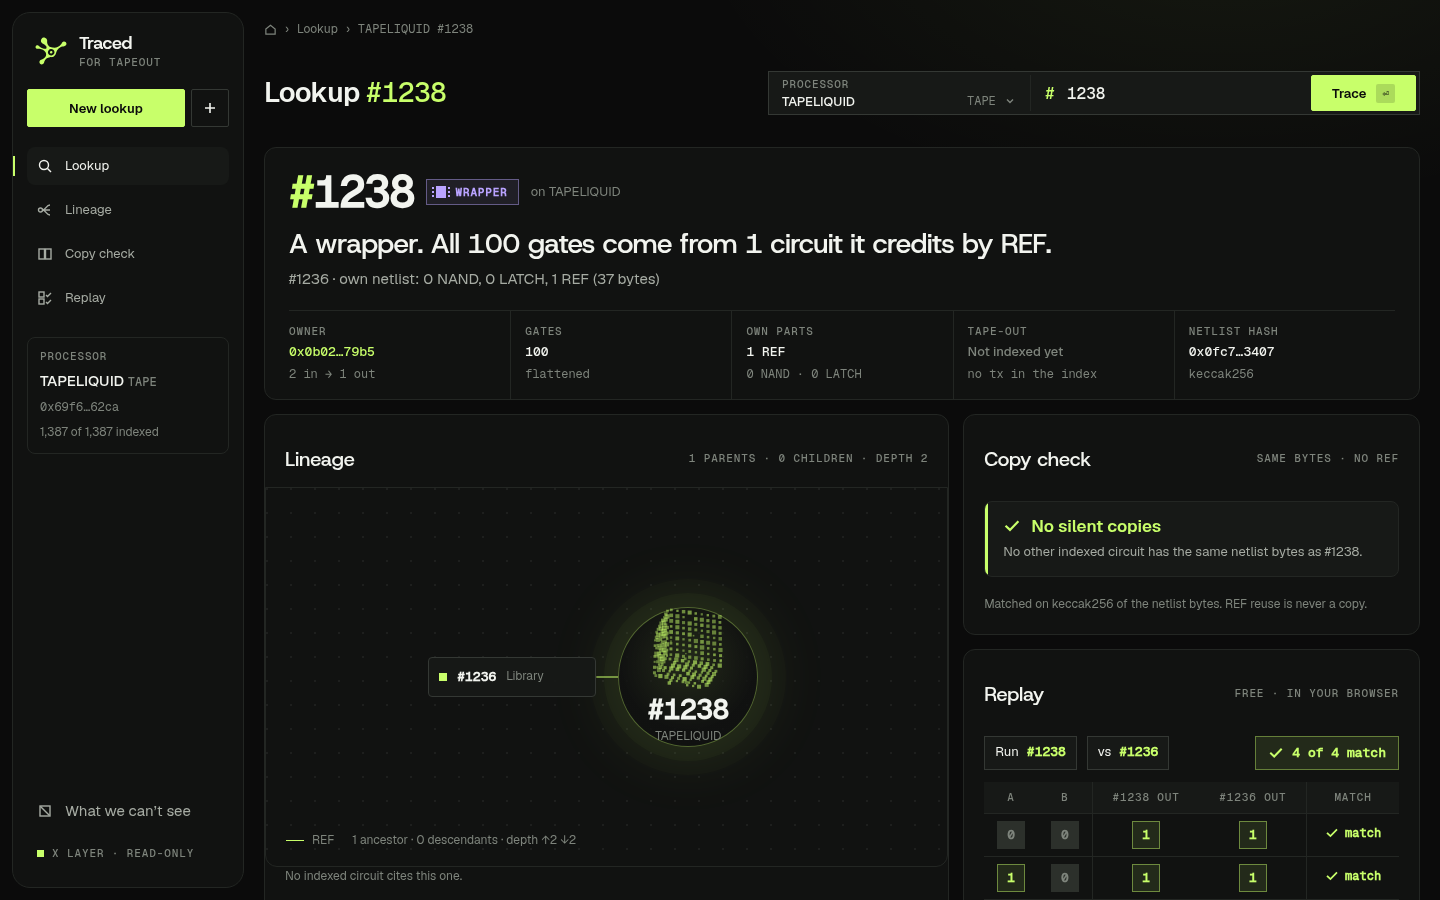 Traced
FOR TAPEOUT
New lookup
+
Lookup
Lineage
Copy check
Replay
PROCESSOR
TAPELIQUID TAPE
0x69f6…62ca
1,387 of 1,387 indexed
What we can't see
X LAYER · READ-ONLY
› Lookup › TAPELIQUID #1238
Lookup #1238
PROCESSOR
TAPELIQUID TAPE
# 1238
Trace ⏎
#1238 WRAPPER on TAPELIQUID
A wrapper. All 100 gates come from 1 circuit it credits by REF.
#1236 · own netlist: 0 NAND, 0 LATCH, 1 REF (37 bytes)
OWNER
0x0b02…79b5
2 in → 1 out
GATES
100
flattened
OWN PARTS
1 REF
0 NAND · 0 LATCH
TAPE-OUT
Not indexed yet
no tx in the index
NETLIST HASH
0x0fc7…3407
keccak256
Lineage
1 PARENTS · 0 CHILDREN · DEPTH 2
#1236 Library
#1238
TAPELIQUID
REF 1 ancestor · 0 descendants · depth ↑2 ↓2
No indexed circuit cites this one.
Copy check
SAME BYTES · NO REF
No silent copies
No other indexed circuit has the same netlist bytes as #1238.
Matched on keccak256 of the netlist bytes. REF reuse is never a copy.
Replay
FREE · IN YOUR BROWSER
Run #1238 vs #1236 4 of 4 match
A B #1238 OUT #1236 OUT MATCH
0 0 1 1 match
1 0 1 1 match